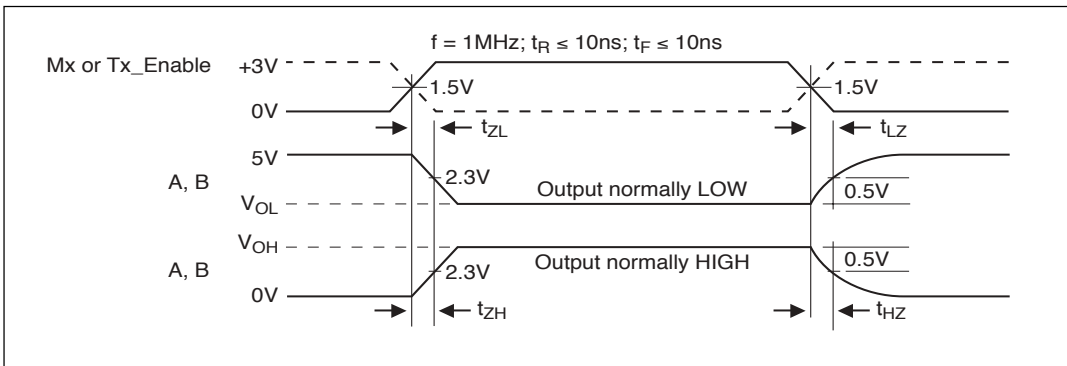 f = 1MHz; tR ≤ 10ns; tF ≤ 10ns
Mx or Tx_Enable
+3V
1.5V
1.5V
0V
tZL
tLZ
5V
A, B
2.3V
Output normally LOW
0.5V
VOL
VOH
A, B
2.3V
Output normally HIGH
0.5V
0V
tZH
tHZ